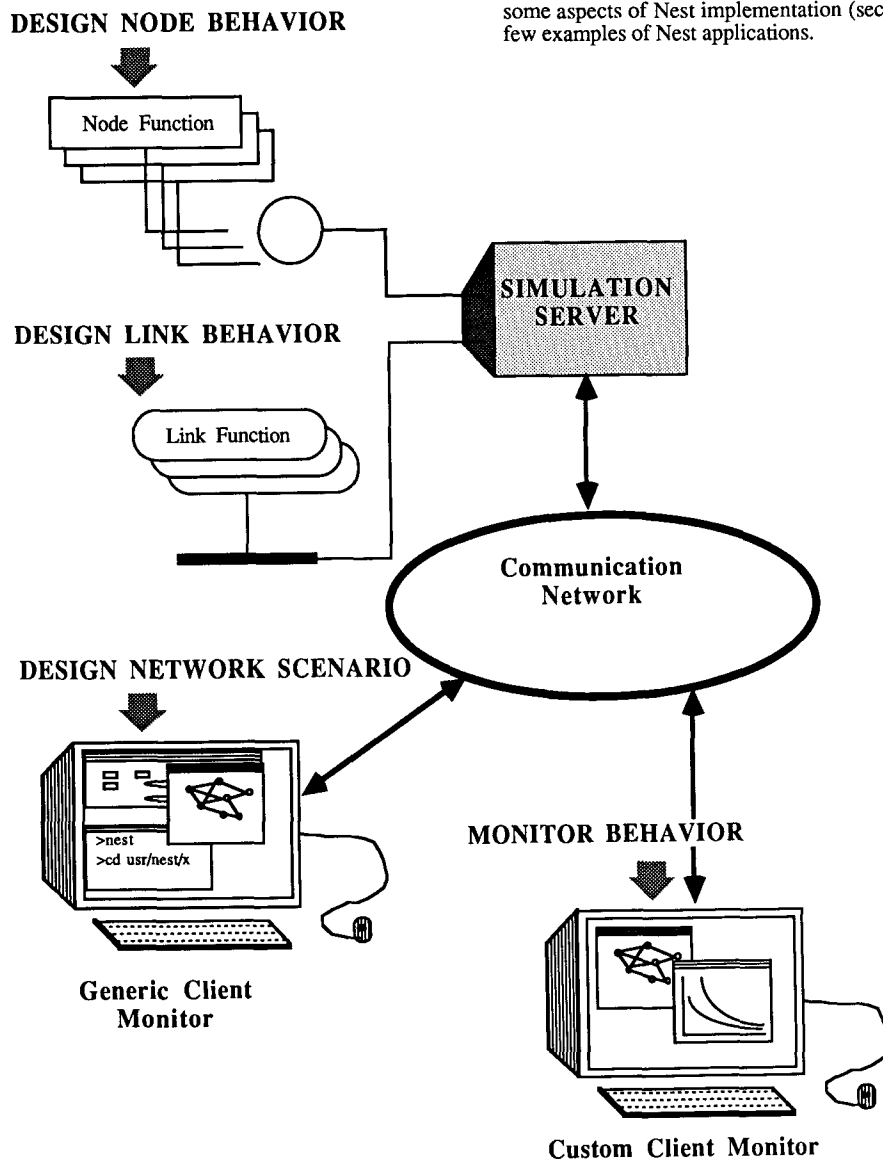 some aspects of Nest implementation (sec
few examples of Nest applications.
DESIGN NODE BEHAVIOR
Node Function
SIMULATION
SERVER
DESIGN LINK BEHAVIOR
Link Function
Communication
Network
DESIGN NETWORK SCENARIO
>nest
>cd usr/nest/x
MONITOR BEHAVIOR
Generic Client
Monitor
Custom Client Monitor